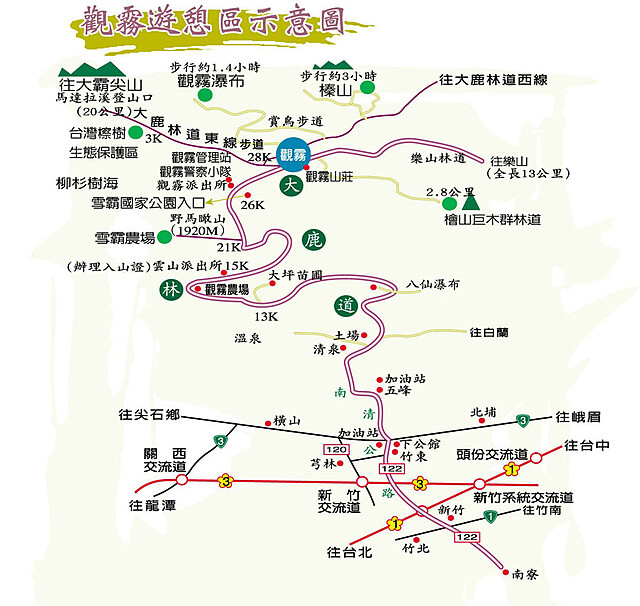 觀霧遊憩區示意圖
步行約1.4小時
觀霧瀑布
步行約3小時
榛山
往大鹿林道西線
往大霸尖山
馬達拉溪登山口
(20公里)
大鹿林道東線
步道
賞鳥步道
台灣檫樹
3K
生態保護區
觀霧管理站
28K
觀霧
觀霧警察小隊
觀霧派出所
觀霧山莊
樂山林道
往樂山
(全長13公里)
柳杉樹海
雪霸國家公園入口
26K
大
2.8公里
檜山巨木群林道
野馬瞰山
(1920M)
雪霸農場
21K
鹿
(辦理入山證)雲山派出所
15K
大坪苗圃
林
觀霧農場
八仙瀑布
13K
道
溫泉
土場
清泉
往白蘭
加油站
五峰
南
清
公
路
往尖石鄉
橫山
北埔
3
往峨眉
加油站
下公館
竹東
120
122
芎林
3
關西
交流道
頭份交流道
往台中
1
3
3
往龍潭
新竹
交流道
新竹系統交流道
1
新竹
1
往竹南
往台北
竹北
122
南寮